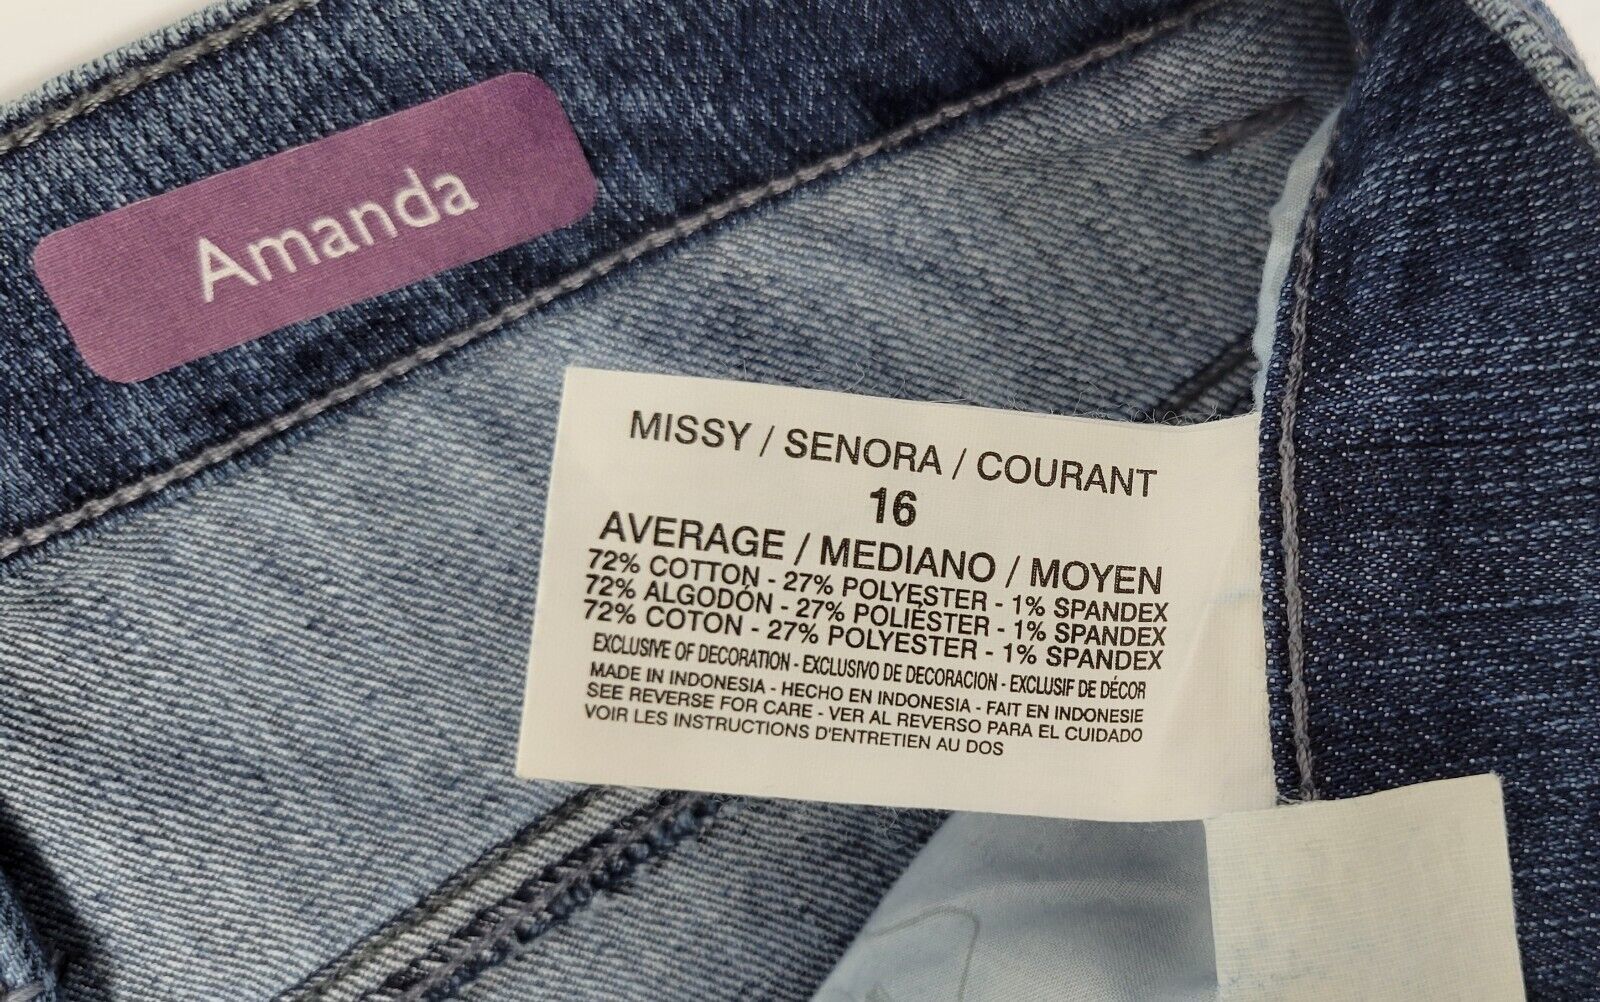 Amanda
MISSY / SENORA / COURANT
16
AVERAGE / MEDIANO / MOYEN
72% COTTON - 27% POLYESTER - 1% SPANDEX
72% ALGODÓN - 27% POLIÉSTER - 1% SPANDEX
72% COTON - 27% POLYESTER - 1% SPANDEX
EXCLUSIVE OF DECORATION - EXCLUSIVO DE DECORACION - EXCLUSIF DE DÉCOR
MADE IN INDONESIA - HECHO EN INDONESIA - FAIT EN INDONESIE
SEE REVERSE FOR CARE - VER AL REVERSO PARA EL CUIDADO
VOIR LES INSTRUCTIONS D'ENTRETIEN AU DOS